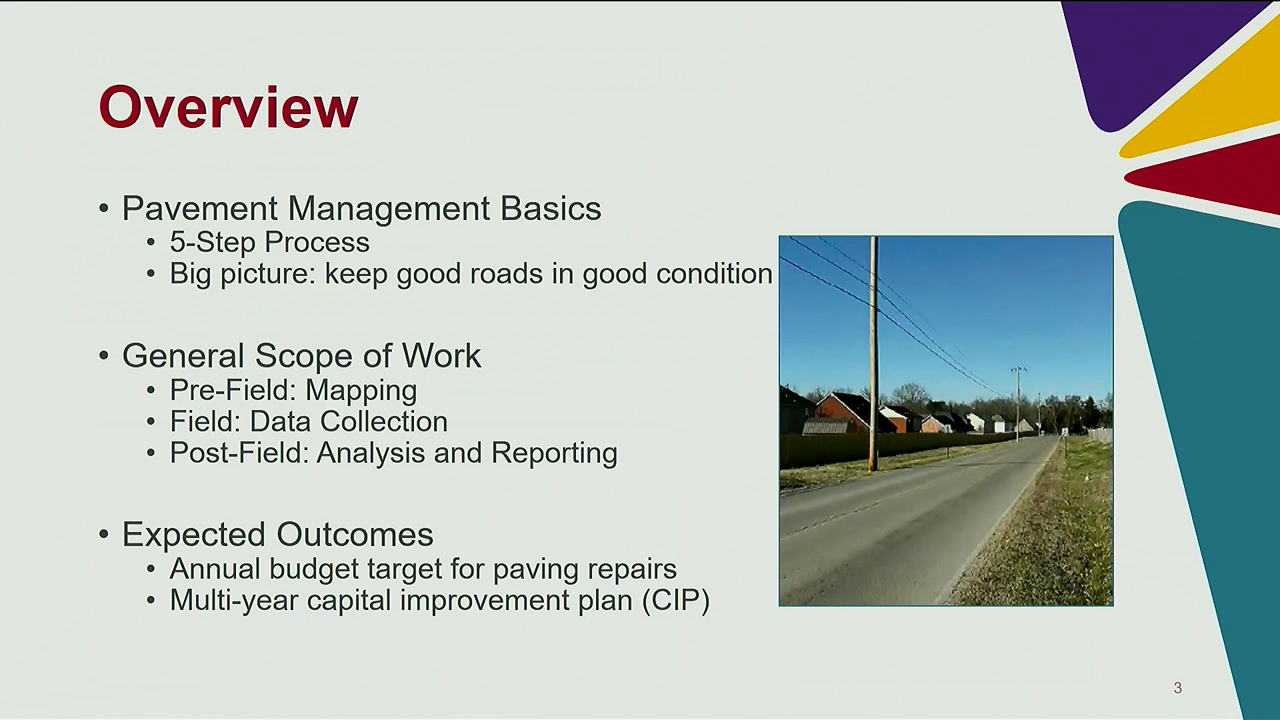 Overview
• Pavement Management Basics
• 5-Step Process
• Big picture: keep good roads in good condition
• General Scope of Work
• Pre-Field: Mapping
• Field: Data Collection
• Post-Field: Analysis and Reporting
• Expected Outcomes
• Annual budget target for paving repairs
• Multi-year capital improvement plan (CIP)
3